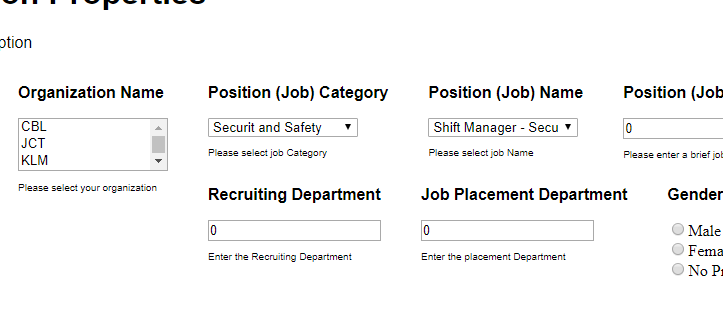 on Properties
ption
Organization Name
Position (Job) Category
Position (Job) Name
Position (Job
CBL
JCT
KLM
Securit and Safety
Shift Manager - Secu
0
Please select your organization
Please select job Category
Please select job Name
Please enter a brief job
Recruiting Department
Job Placement Department
Gender
0
0
Male
Fema
No Pr
Enter the Recruiting Department
Enter the placement Department